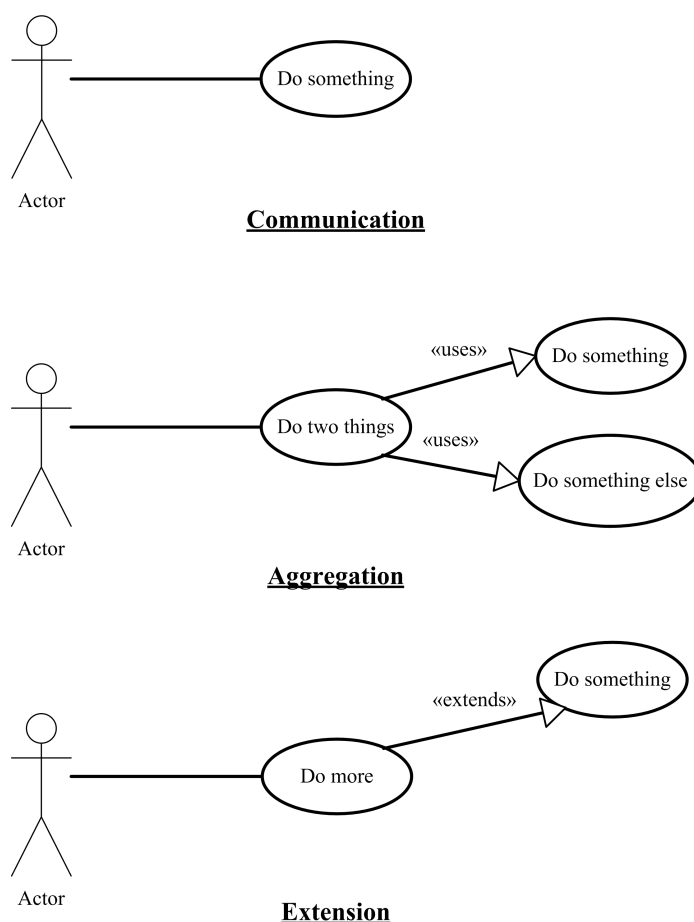 Do something
Actor
Communication
«uses»
Do something
Do two things
«uses»
Do something else
Actor
Aggregation
Do something
«extends»
Do more
Actor
Extension